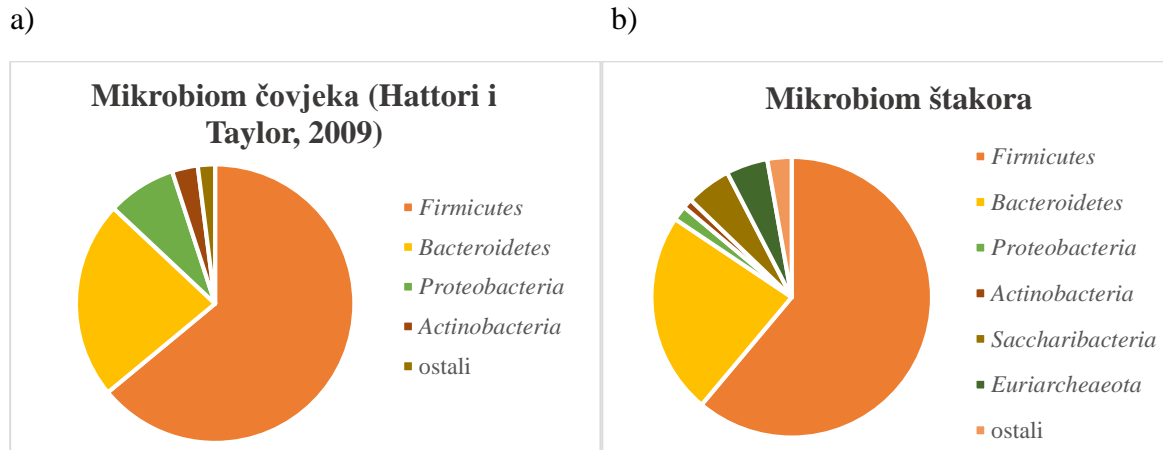 a)
b)
Mikrobiom čovjeka (Hattori i
Taylor, 2009)
Firmicutes
Bacteroidetes
Proteobacteria
Actinobacteria
ostali
Mikrobiom štakora
Firmicutes
Bacteroidetes
Proteobacteria
Actinobacteria
Saccharibacteria
Euriarcheaeota
ostali